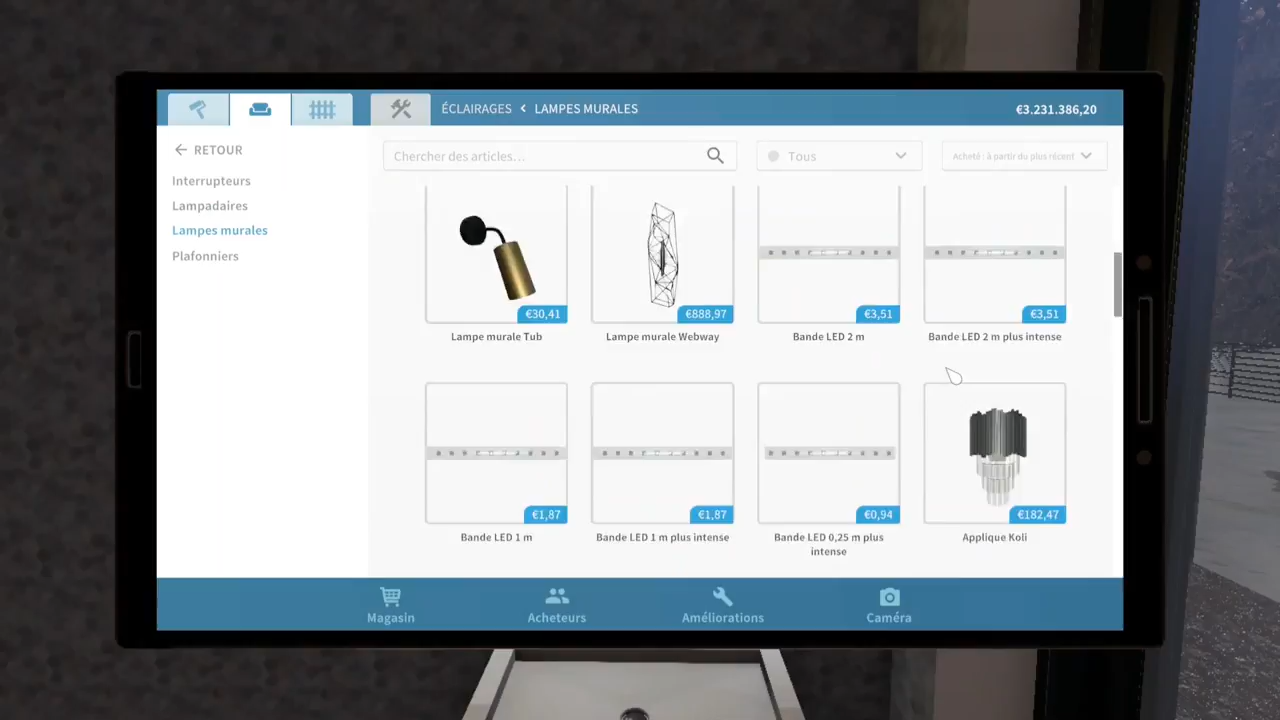 ÉCLAIRAGES < LAMPES MURALES
€3.231.386,20
RETOUR
Interrupteurs
Lampadaires
Lampes murales
Plafonniers
Chercher des articles...
Tous
Acheté : à partir du plus récent
€30,41
€888,97
€3,51
€3,51
Lampe murale Tub
Lampe murale Webway
Bande LED 2 m
Bande LED 2 m plus intense
€1,87
€1,87
€0,94
€182,47
Bande LED 1 m
Bande LED 1 m plus intense
Bande LED 0,25 m plus
intense
Applique Koli
Magasin
Acheteurs
Améliorations
Caméra